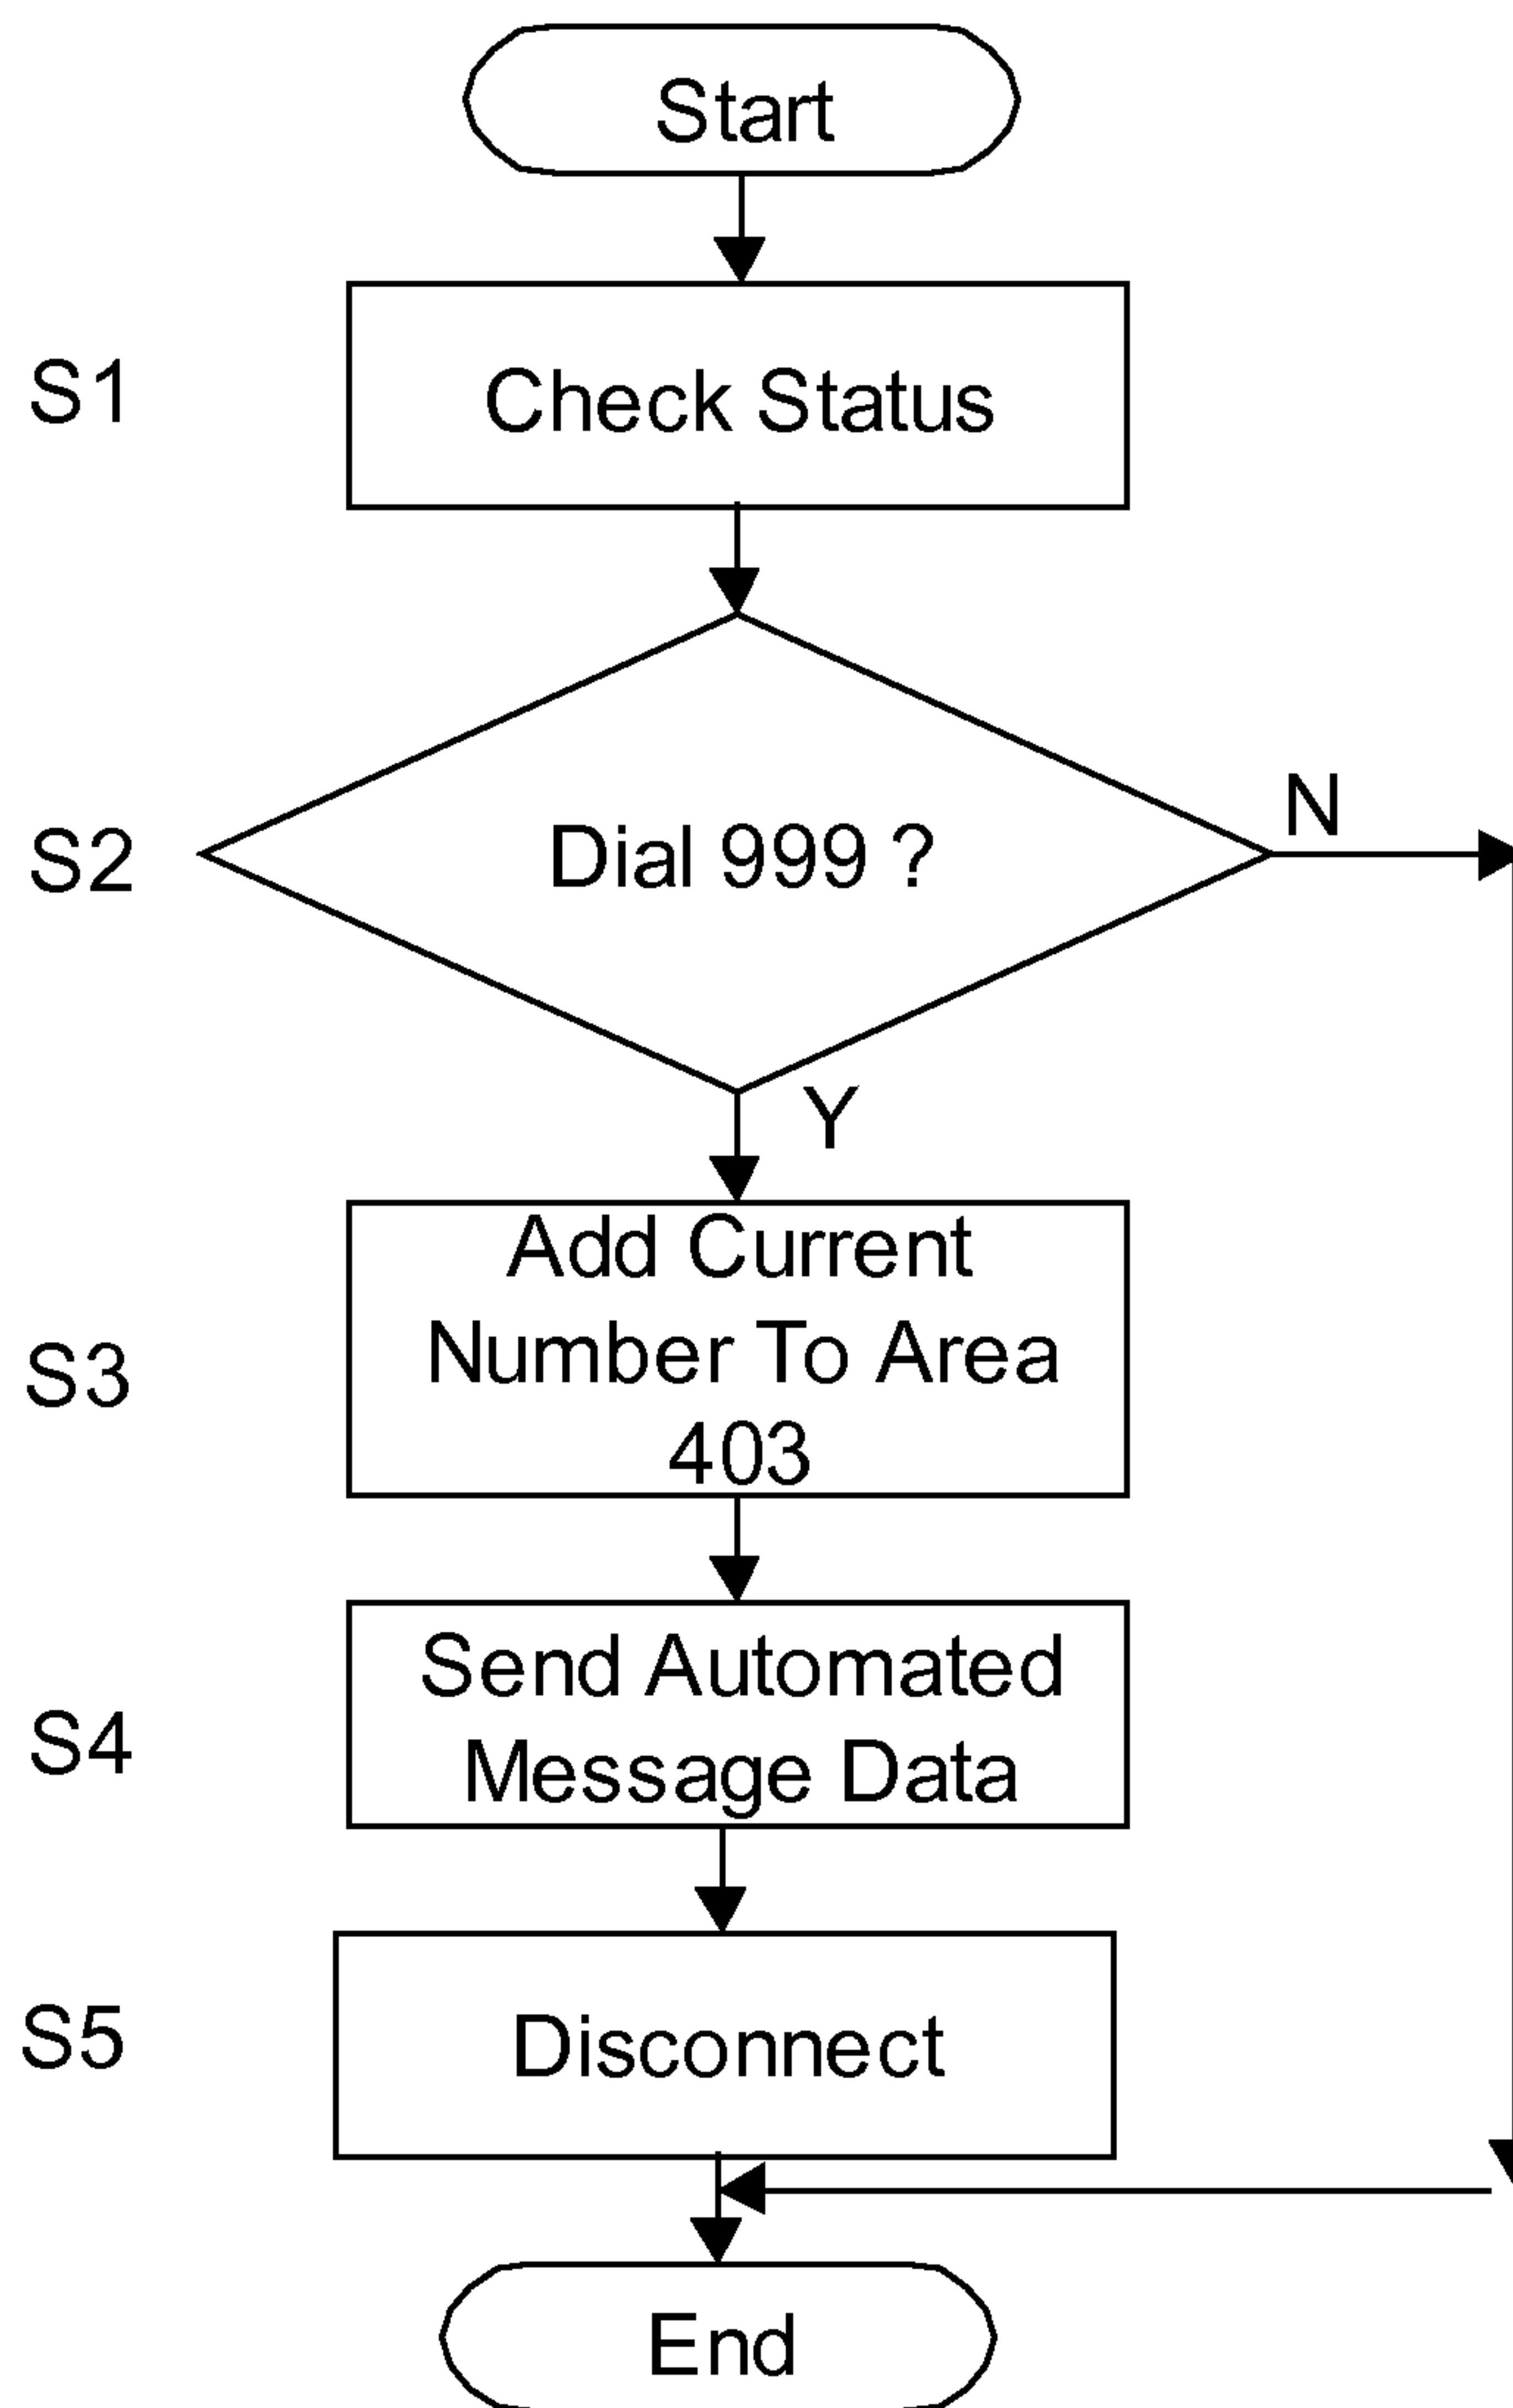 Start
S1
Check Status
S2
Dial 999 ?
N
Y
S3
Add Current
Number To Area
403
S4
Send Automated
Message Data
S5
Disconnect
End